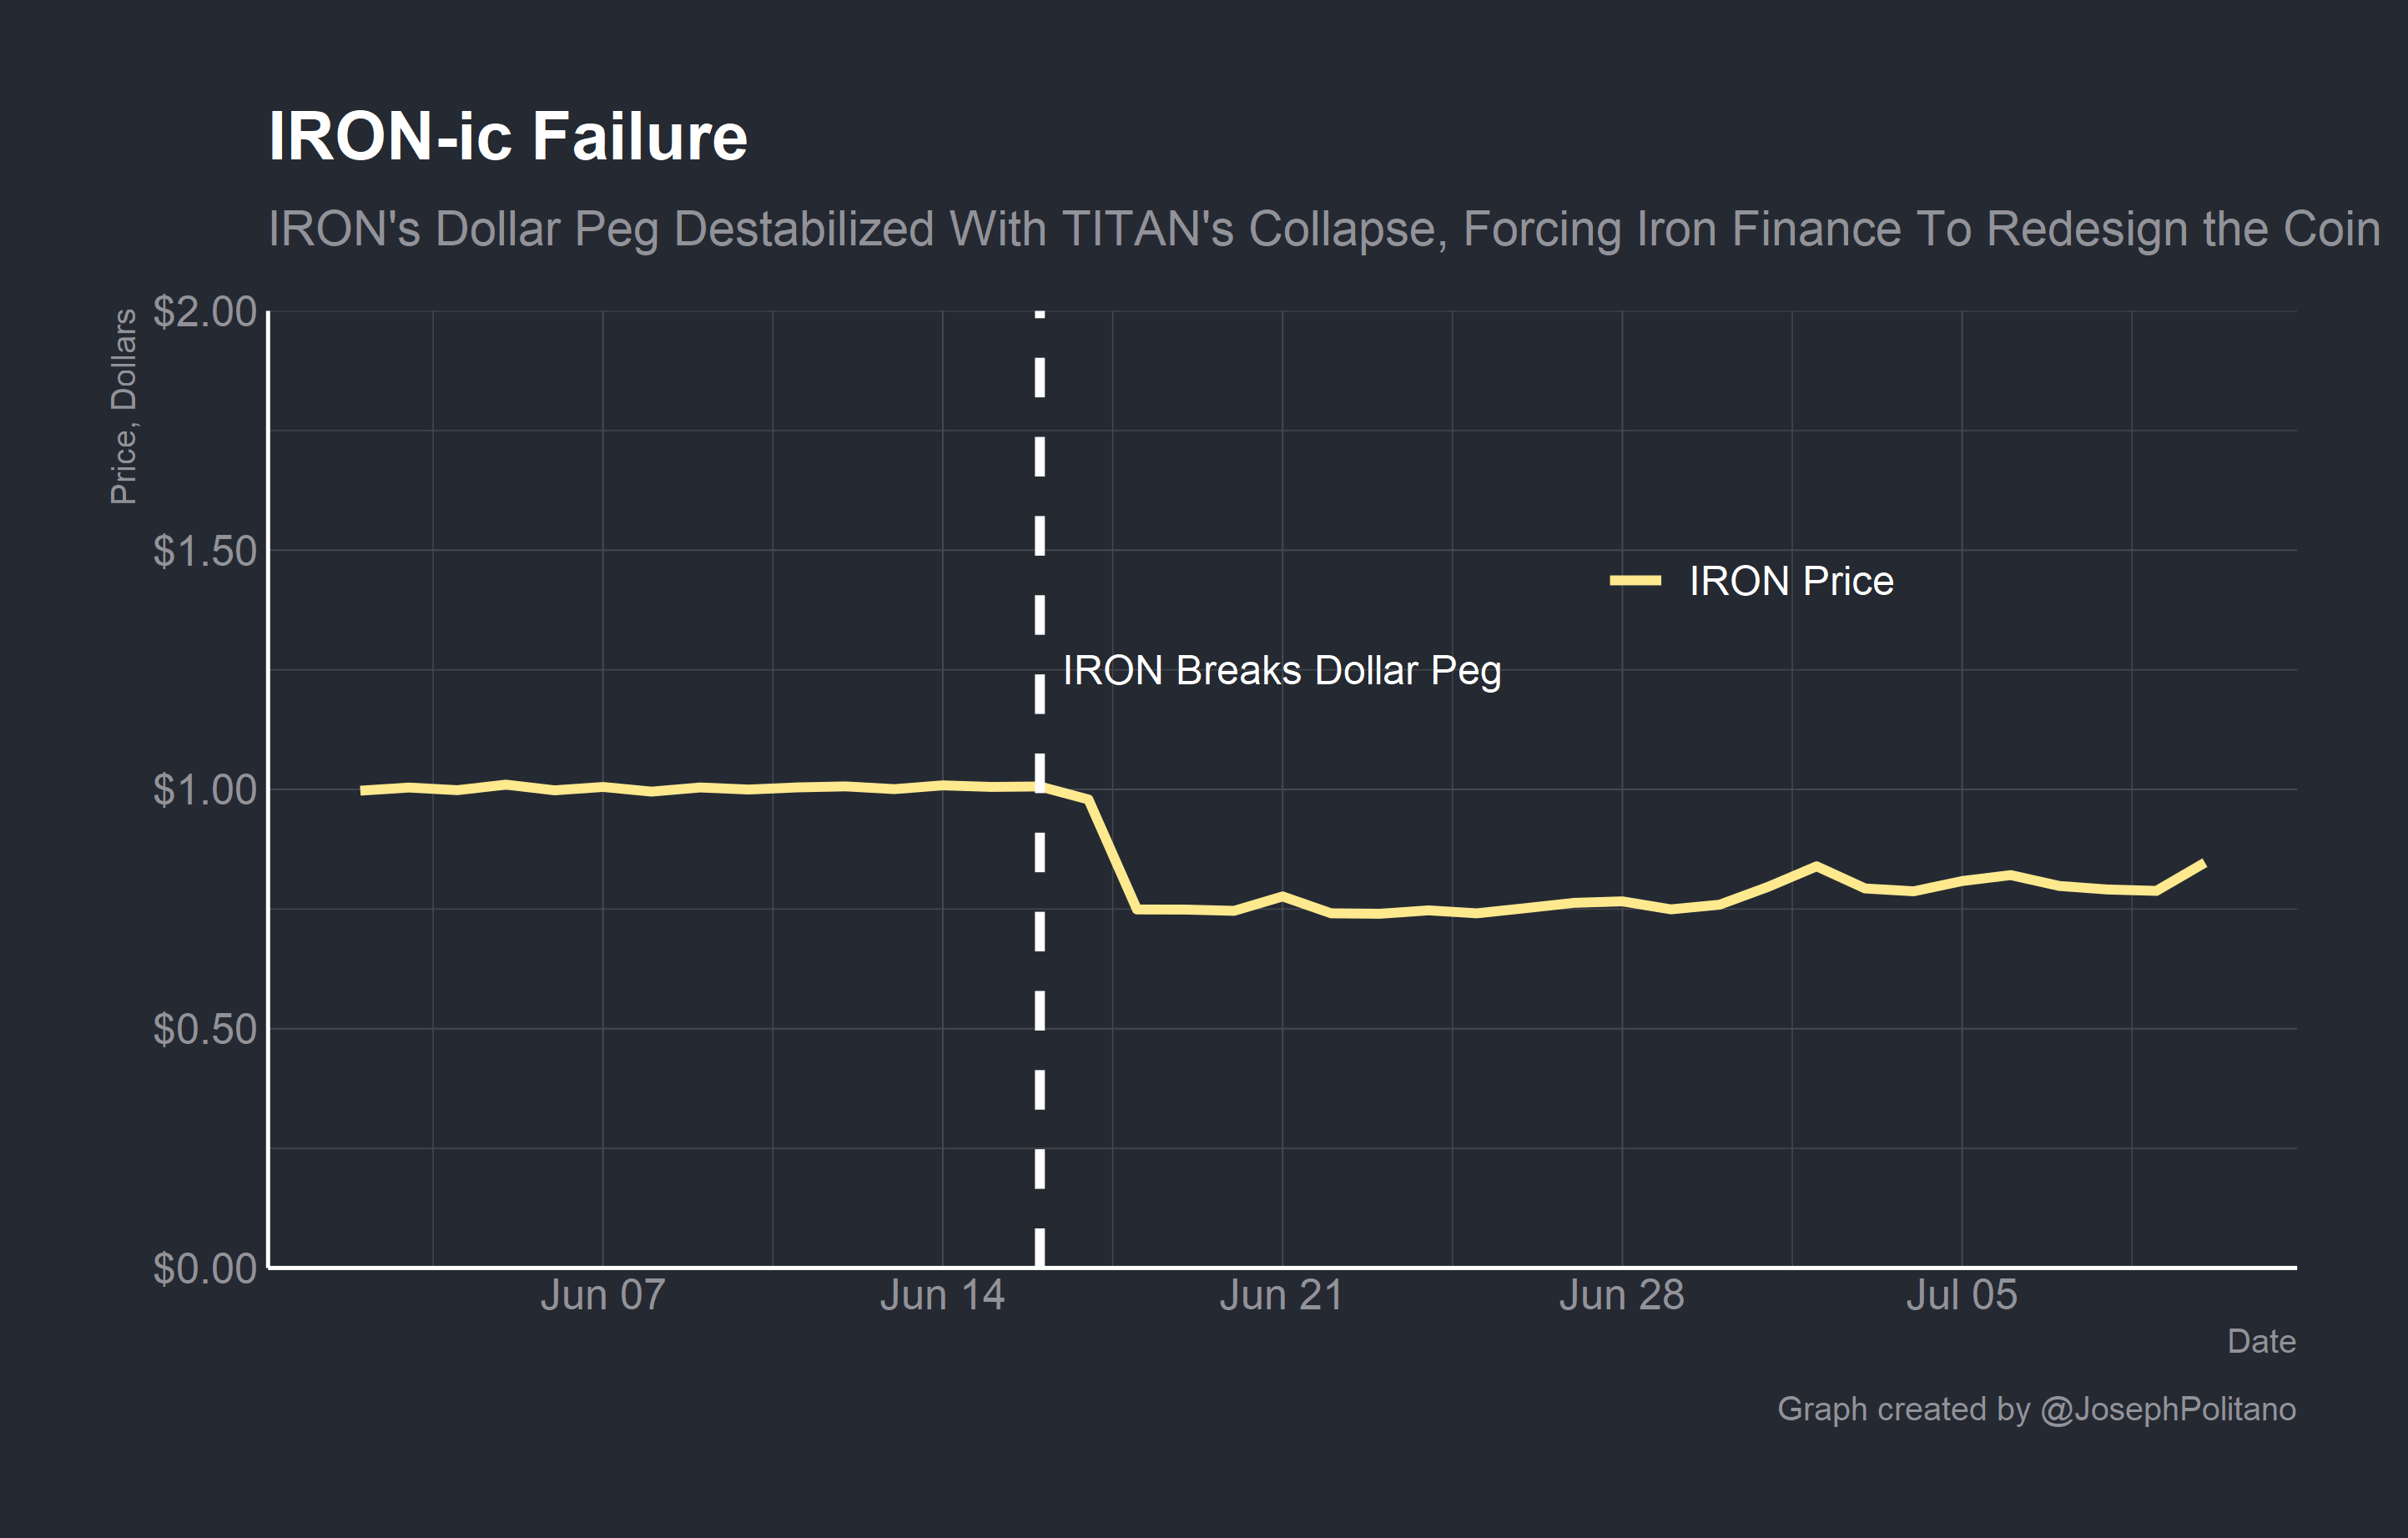 IRON-ic Failure
IRON's Dollar Peg Destabilized With TITAN's Collapse, Forcing Iron Finance To Redesign the Coin
Price, Dollars
$2.00
$1.50
$1.00
$0.50
$0.00
IRON Price
IRON Breaks Dollar Peg
Jun 07
Jun 14
Jun 21
Jun 28
Jul 05
Date
Graph created by @JosephPolitano